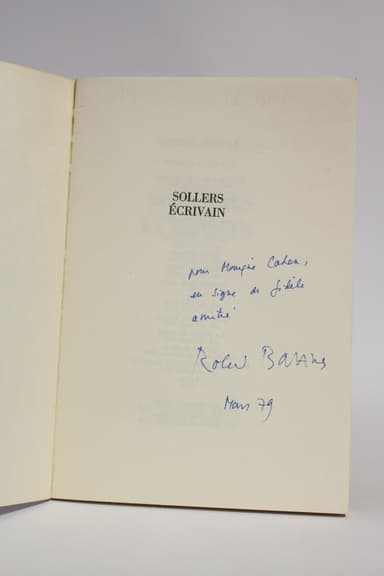 SOLLERS
ÉCRIVAIN
pour Monique Cahen,
en signe de fidèle
amitié
Roland Barthes
Mars 79